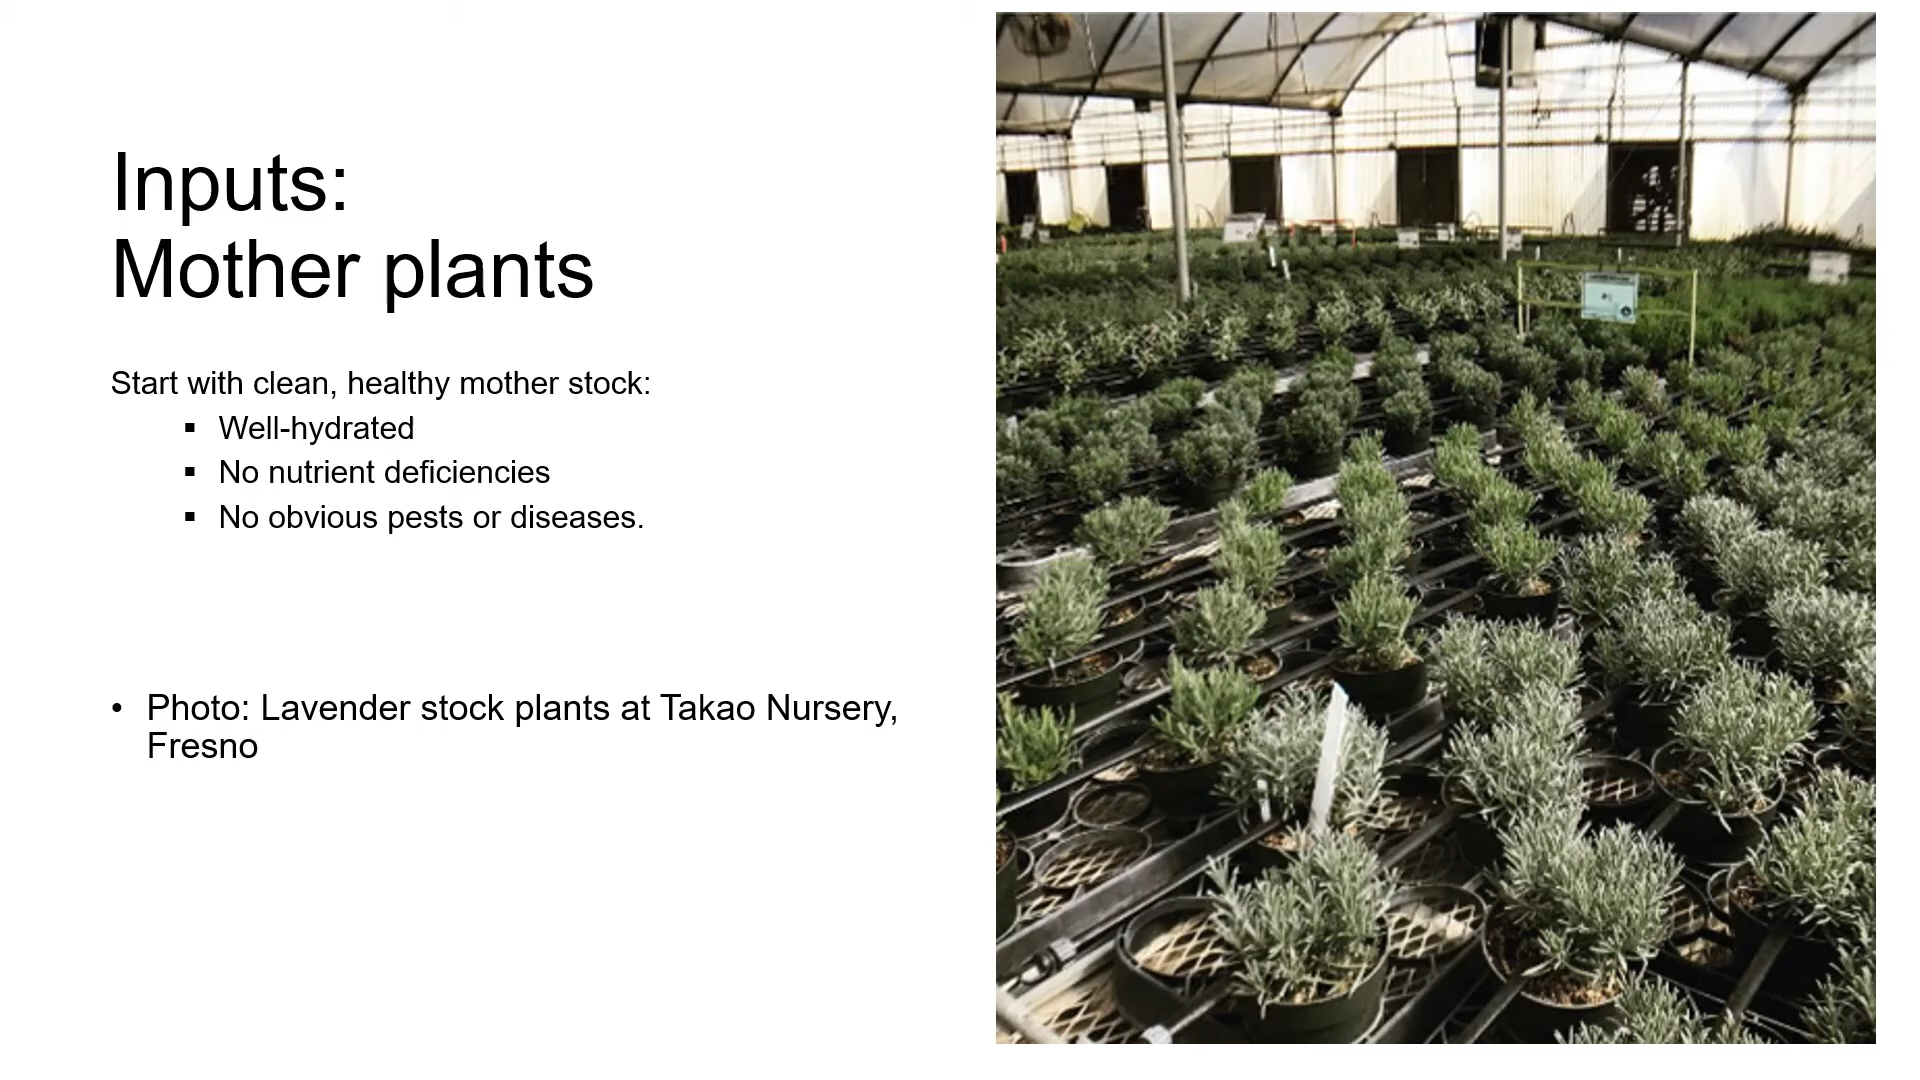 Inputs:
Mother plants
Start with clean, healthy mother stock:
▪ Well-hydrated
▪ No nutrient deficiencies
▪ No obvious pests or diseases.
• Photo: Lavender stock plants at Takao Nursery,
Fresno